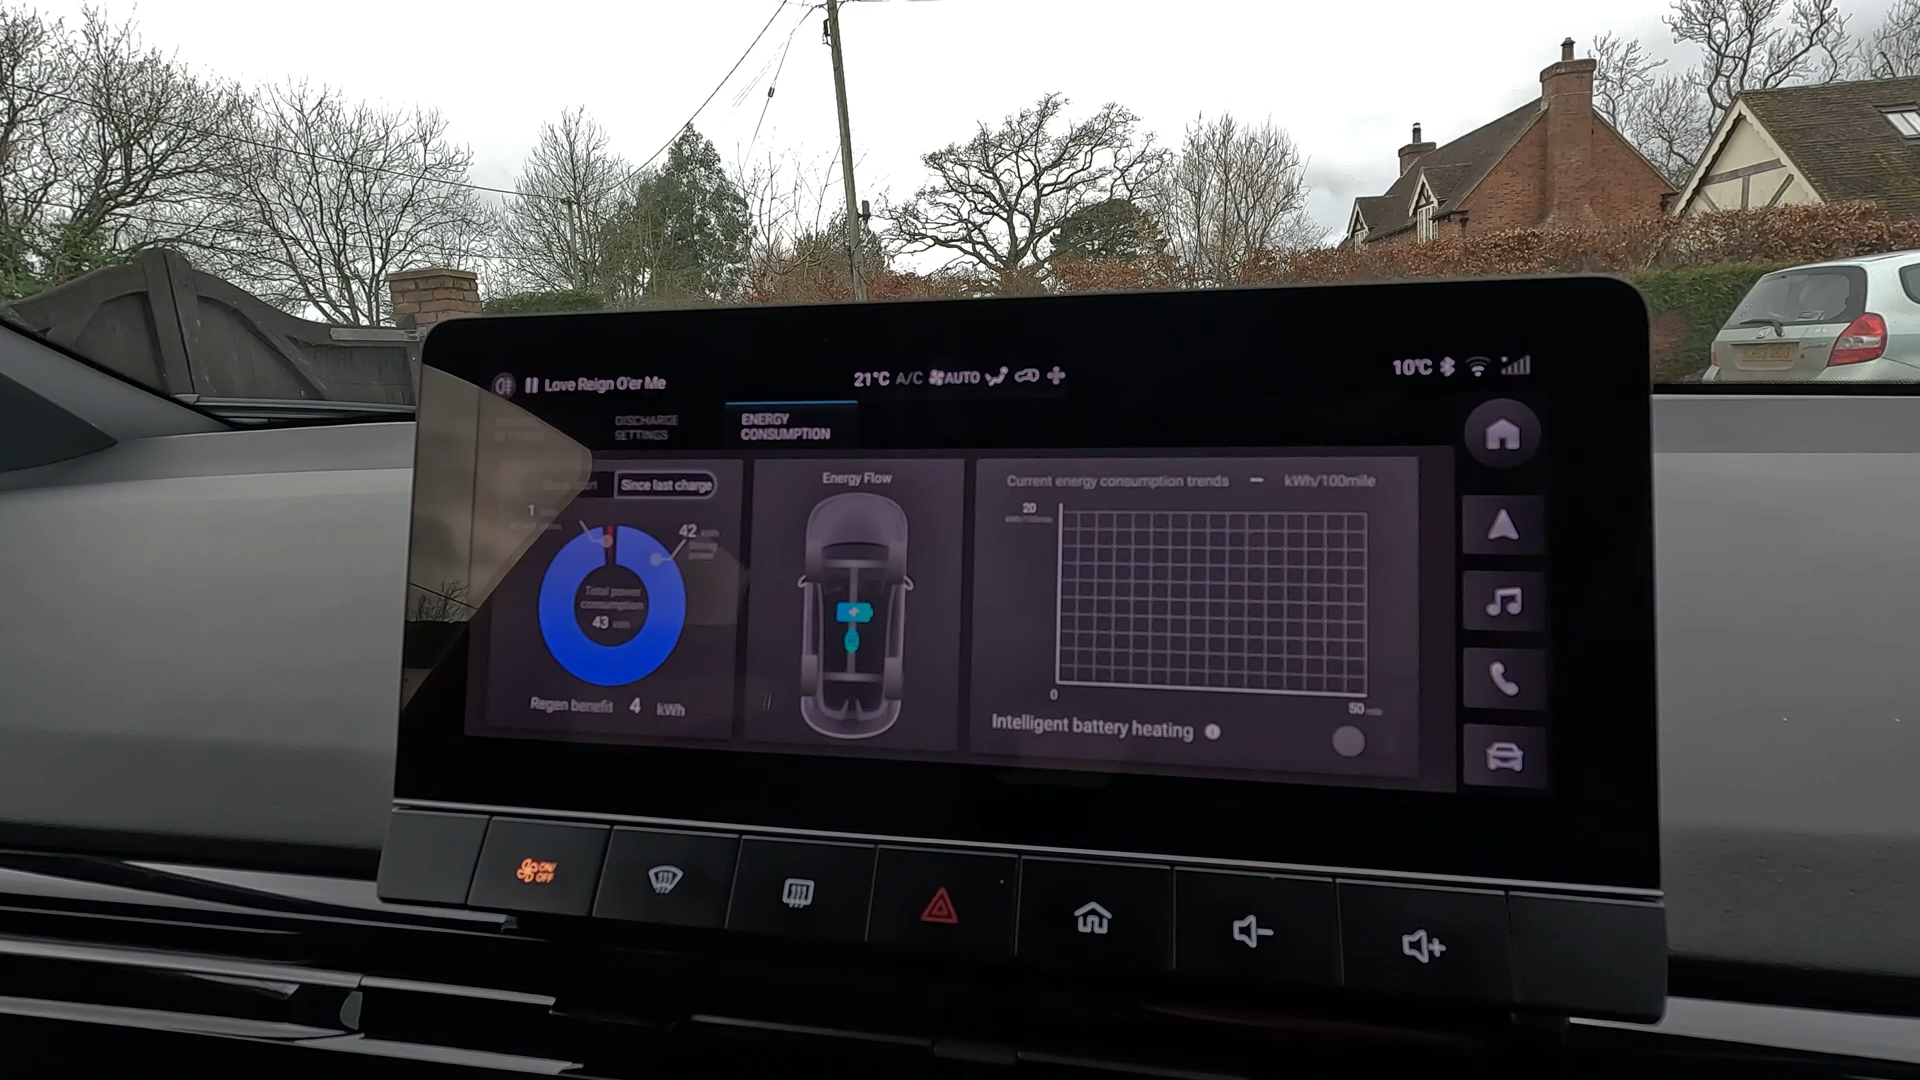 Love Reign O'er Me
21°C A/C AUTO
10°C
DISCHARGE
SETTINGS
ENERGY
CONSUMPTION
Since last charge
1
42 kWh
Total power
consumption
43 kWh
Regen benefit 4 kWh
Energy Flow
Current energy consumption trends kWh/100mile
20
0
50
Intelligent battery heating
ON/
OFF